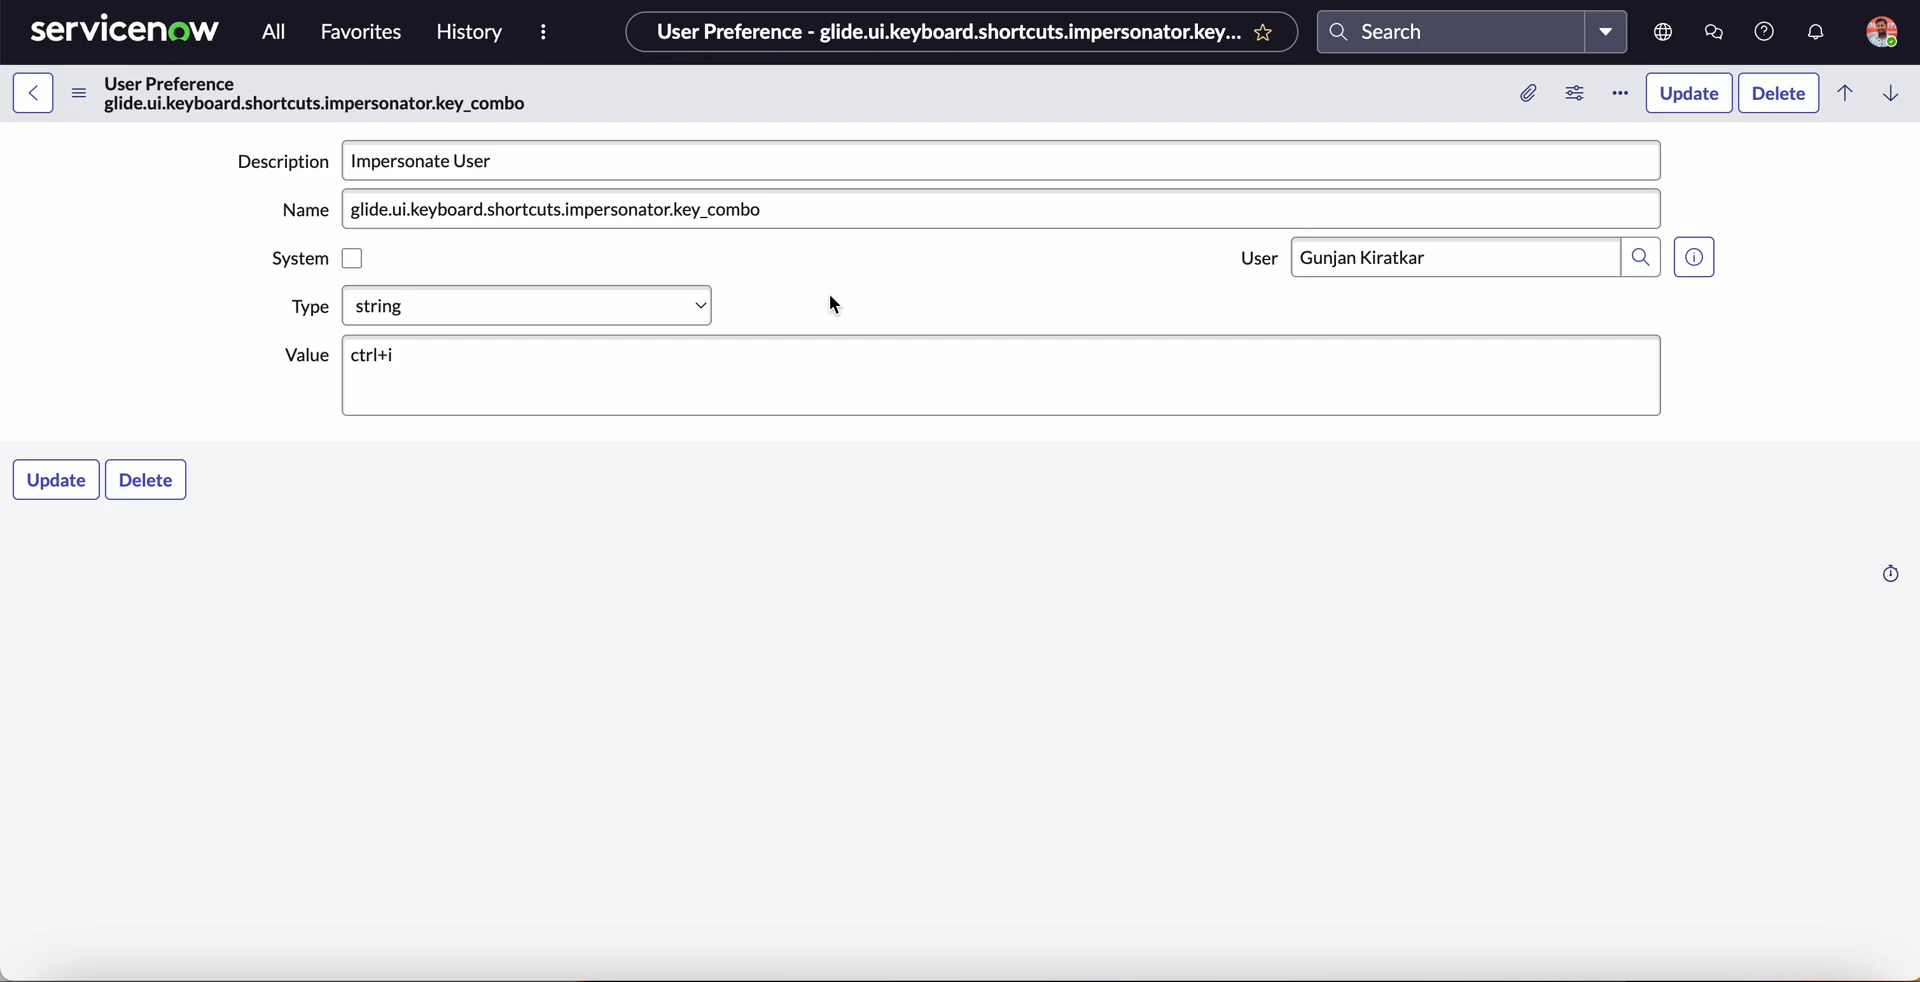 servicenow All Favorites History User Preference - glide.ui.keyboard.shortcuts.impersonator.key... Search
User Preference
glide.ui.keyboard.shortcuts.impersonator.key_combo
Update Delete
Description Impersonate User
Name glide.ui.keyboard.shortcuts.impersonator.key_combo
System User Gunjan Kiratkar
Type string
Value ctrl+i
Update Delete